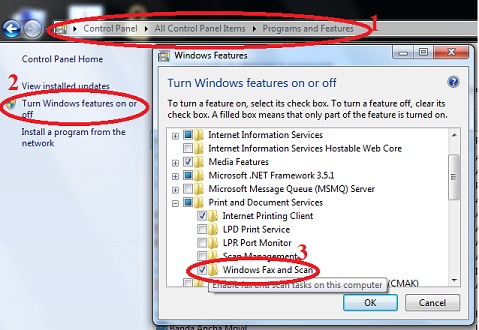 Control Panel ▸ All Control Panel Items ▸ Programs and Features
1
Control Panel Home
2
View installed updates
Turn Windows features on or
off
Install a program from the
network
Windows Features
Turn Windows features on or off
To turn a feature on, select its check box. To turn a feature off, clear its
check box. A filled box means that only part of the feature is turned on.
Internet Information Services
Internet Information Services Hostable Web Core
Media Features
Microsoft .NET Framework 3.5.1
Microsoft Message Queue (MSMQ) Server
Print and Document Services
Internet Printing Client
LPD Print Service
LPR Port Monitor
Scan Management
3
Windows Fax and Scan
(CMAK)
Enable fax and scan tasks on this computer
OK
Cancel
Banda Ancha Movil